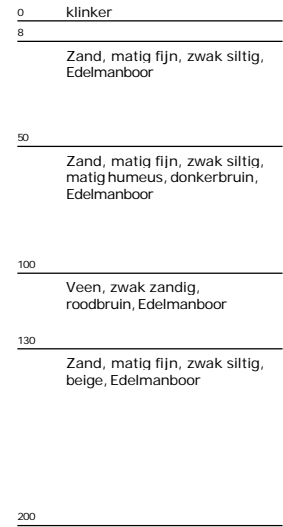 0 klinker
8
Zand, matig fijn, zwak siltig,
Edelmanboor
50
Zand, matig fijn, zwak siltig,
matig humeus, donkerbruin,
Edelmanboor
100
Veen, zwak zandig,
roodbruin, Edelmanboor
130
Zand, matig fijn, zwak siltig,
beige, Edelmanboor
200